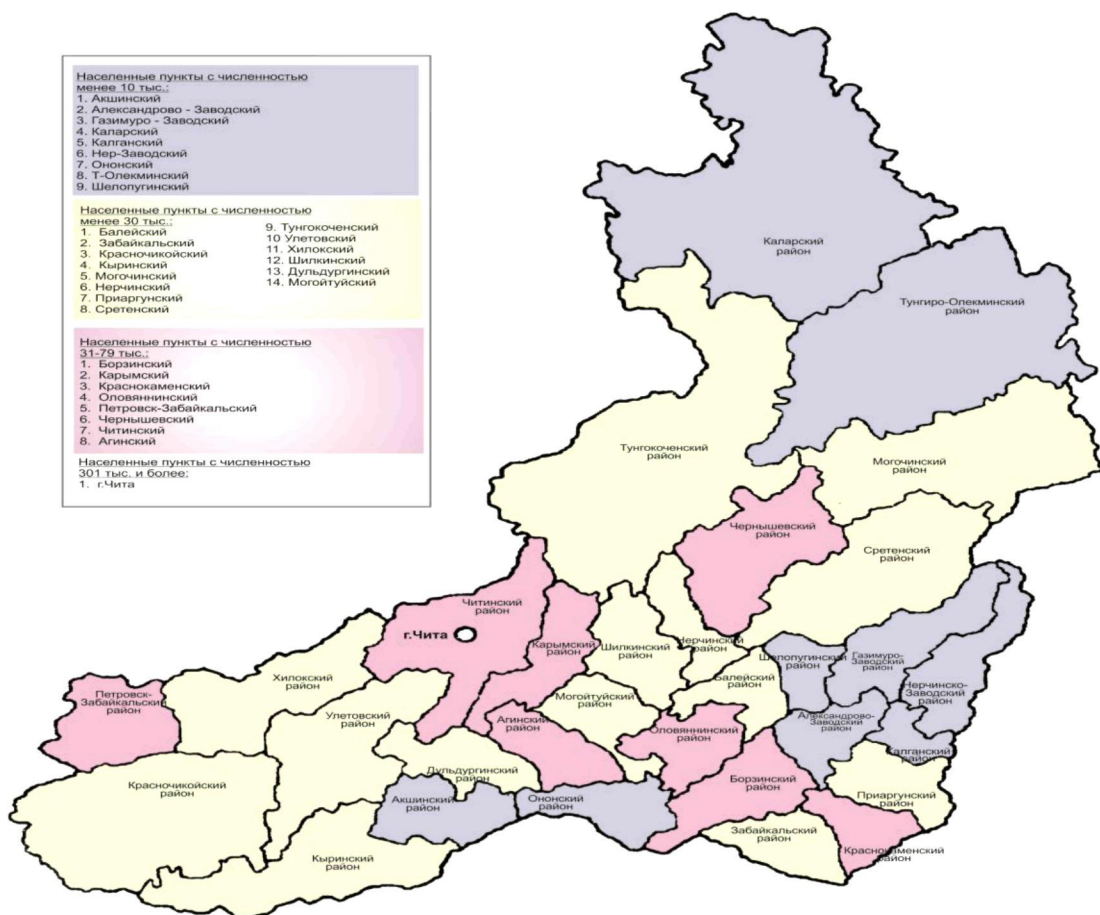 Населенные пункты с численностью
менее 10 тыс.:
1. Акшинский
2. Александрово - Заводский
3. Газимуро - Заводский
4. Каларский
5. Калганский
6. Нер-Заводский
7. Ононский
8. Т-Олекминский
9. Шелопугинский
Населенные пункты с численностью
менее 30 тыс.:
1. Балейский
2. Забайкальский
3. Красночикойский
4. Кыринский
5. Могочинский
6. Нерчинский
7. Приаргунский
8. Сретенский
9. Тунгокоченский
10 Улетовский
11. Хилокский
12. Шилкинский
13. Дульдургинский
14. Могойтуйский
Населенные пункты с численностью
31-79 тыс.:
1. Борзинский
2. Карымский
3. Краснокаменский
4. Оловяннинский
5. Петровск-Забайкальский
6. Чернышевский
7. Читинский
8. Агинский
Населенные пункты с численностью
301 тыс. и более:
1. г.Чита
Каларский
район
Тунгиро-Олекминский
район
Тунгокоченский
район
Могочинский
район
Чернышевский
район
Сретенский
район
Читинский
район
г.Чита
Карымский
район
Шилкинский
район
Нерчинский
район
Шелопугинский
район
Газимуро-
Заводский
район
Балейский
район
Нерчинско-
Заводский
район
Хилокский
район
Петровск-
Забайкальский
район
Могойтуйский
район
Улетовский
район
Агинский
район
Александрово-
Заводский
район
Оловяннинский
район
Калганский
район
Дульдургинский
район
Борзинский
район
Красночикойский
район
Приаргунский
район
Акшинский
район
Ононский
район
Забайкальский
район
Краснокаменский
район
Кыринский
район